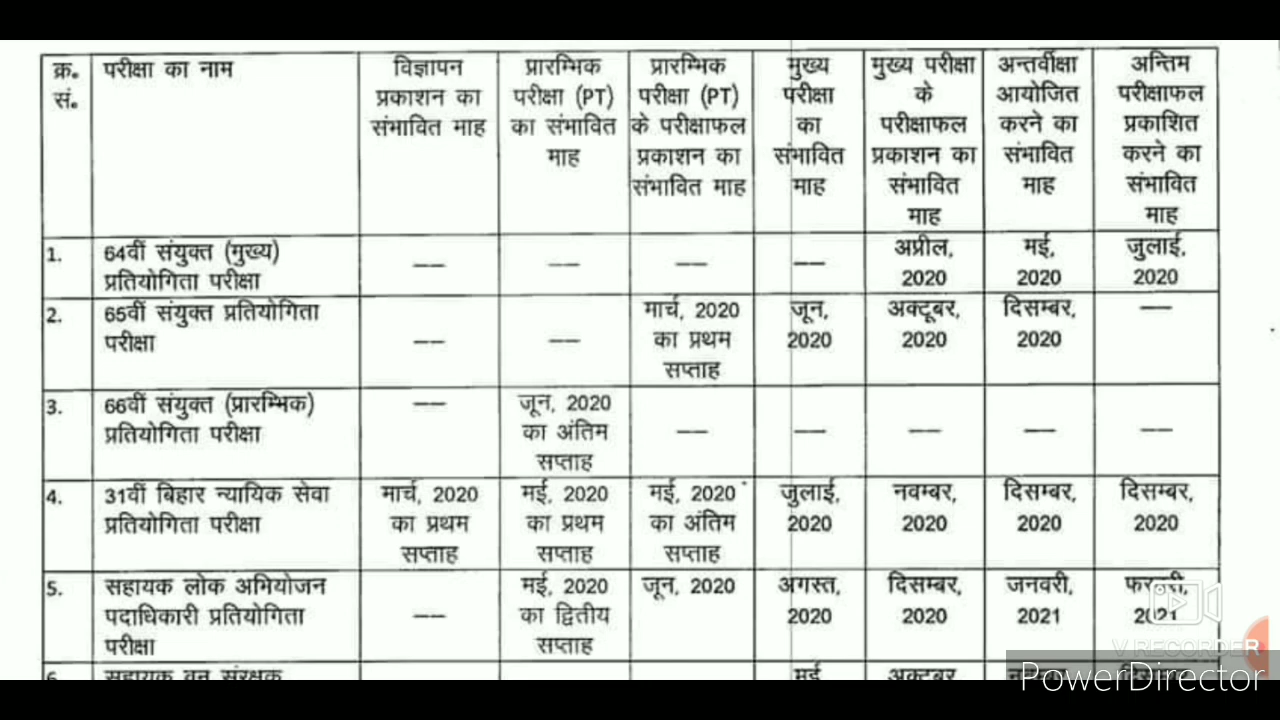 क्र. सं.
परीक्षा का नाम
विज्ञापन प्रकाशन का संभावित माह
प्रारम्भिक परीक्षा (PT) का संभावित माह
प्रारम्भिक परीक्षा (PT) के परीक्षाफल प्रकाशन का संभावित माह
मुख्य परीक्षा का संभावित माह
मुख्य परीक्षा के परीक्षाफल प्रकाशन का संभावित माह
अन्तर्वीक्षा आयोजित करने का संभावित माह
अन्तिम परीक्षाफल प्रकाशित करने का संभावित माह
1. 64वीं संयुक्त (मुख्य) प्रतियोगिता परीक्षा –– –– –– –– अप्रील, 2020 मई, 2020 जुलाई, 2020
2. 65वीं संयुक्त प्रतियोगिता परीक्षा –– –– मार्च, 2020 का प्रथम सप्ताह जून, 2020 अक्टूबर, 2020 दिसम्बर, 2020 ––
3. 66वीं संयुक्त (प्रारम्भिक) प्रतियोगिता परीक्षा –– जून, 2020 का अंतिम सप्ताह –– –– –– –– ––
4. 31वीं बिहार न्यायिक सेवा प्रतियोगिता परीक्षा मार्च, 2020 का प्रथम सप्ताह मई, 2020 का प्रथम सप्ताह मई, 2020 का अंतिम सप्ताह जुलाई, 2020 नवम्बर, 2020 दिसम्बर, 2020 दिसम्बर, 2020
5. सहायक लोक अभियोजन पदाधिकारी प्रतियोगिता परीक्षा –– मई, 2020 का द्वितीय सप्ताह जून, 2020 अगस्त, 2020 दिसम्बर, 2020 जनवरी, 2021 फरवरी, 2021
सहायक वन संरक्षक मई अक्टूबर
V RECORDER
PowerDirector